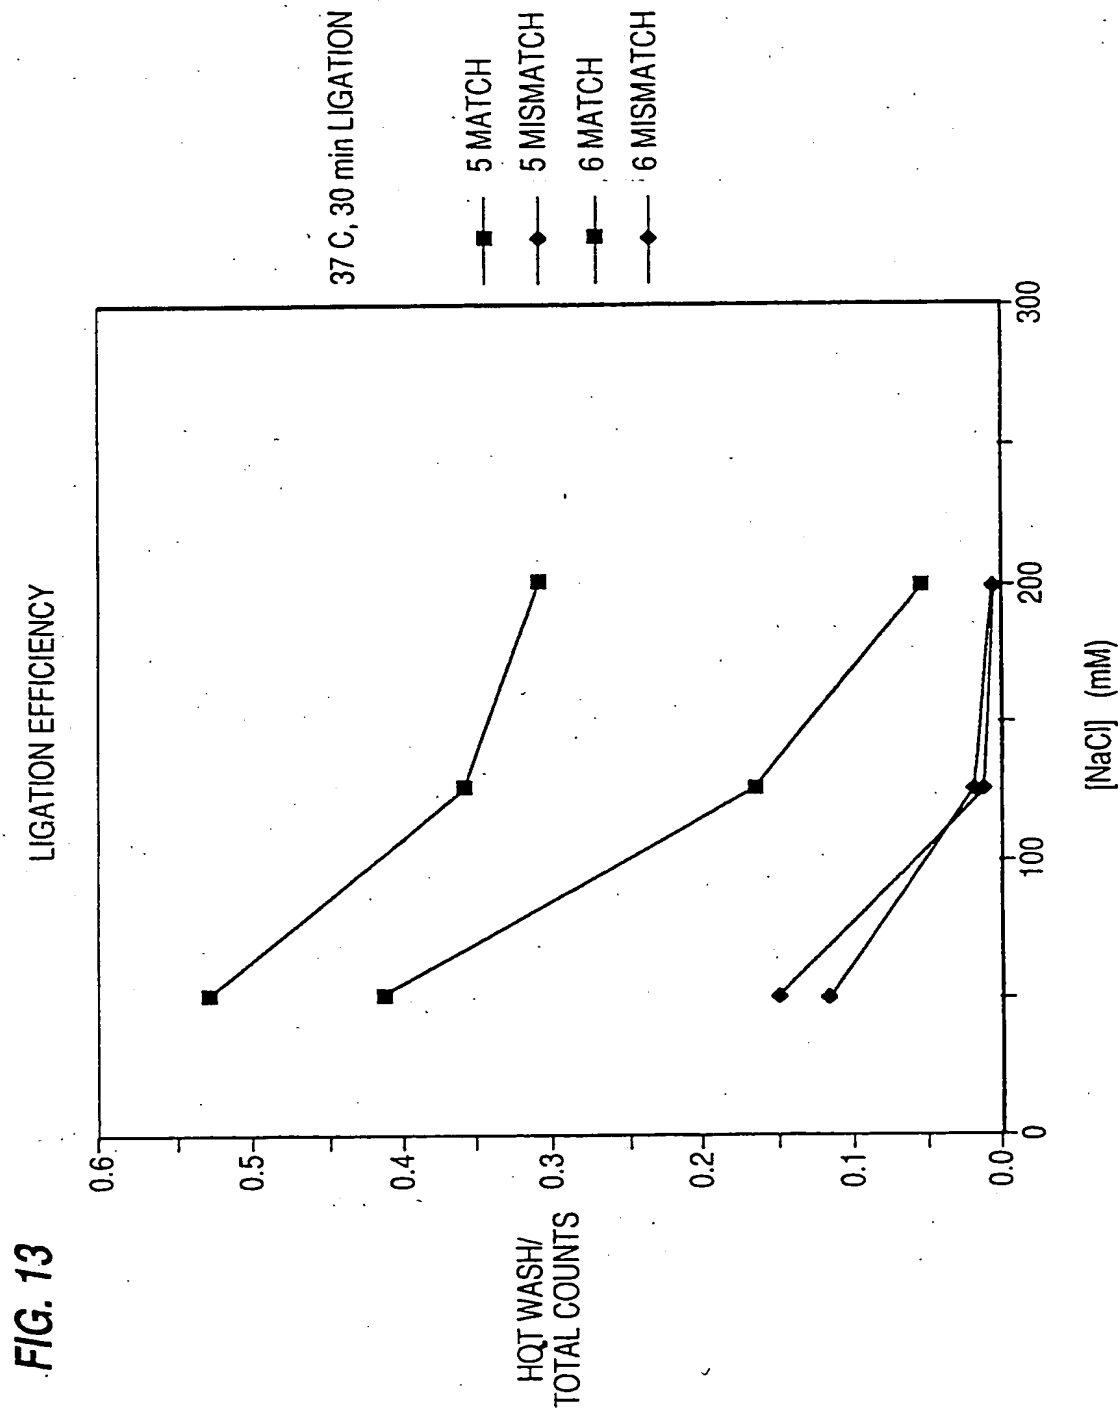 FIG. 13
LIGATION EFFICIENCY
37 C, 30 min LIGATION
5 MATCH
5 MISMATCH
6 MATCH
6 MISMATCH
HQT WASH/
TOTAL COUNTS
0.6
0.5
0.4
0.3
0.2
0.1
0.0
0
100
200
300
[NaCl] (mM)